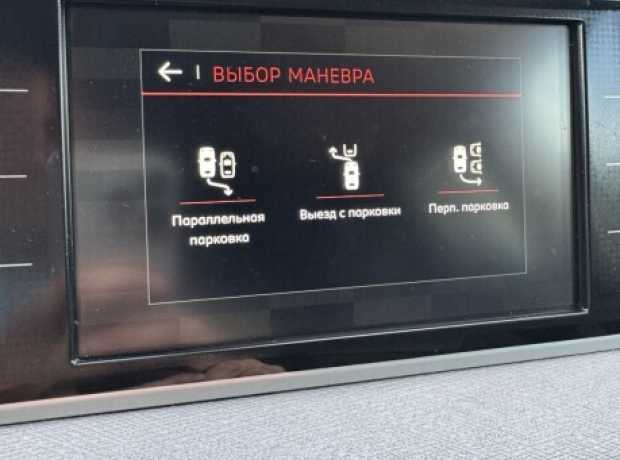 ВЫБОР МАНЕВРА
Параллельная
парковка
Выезд с парковки
Перп. парковка